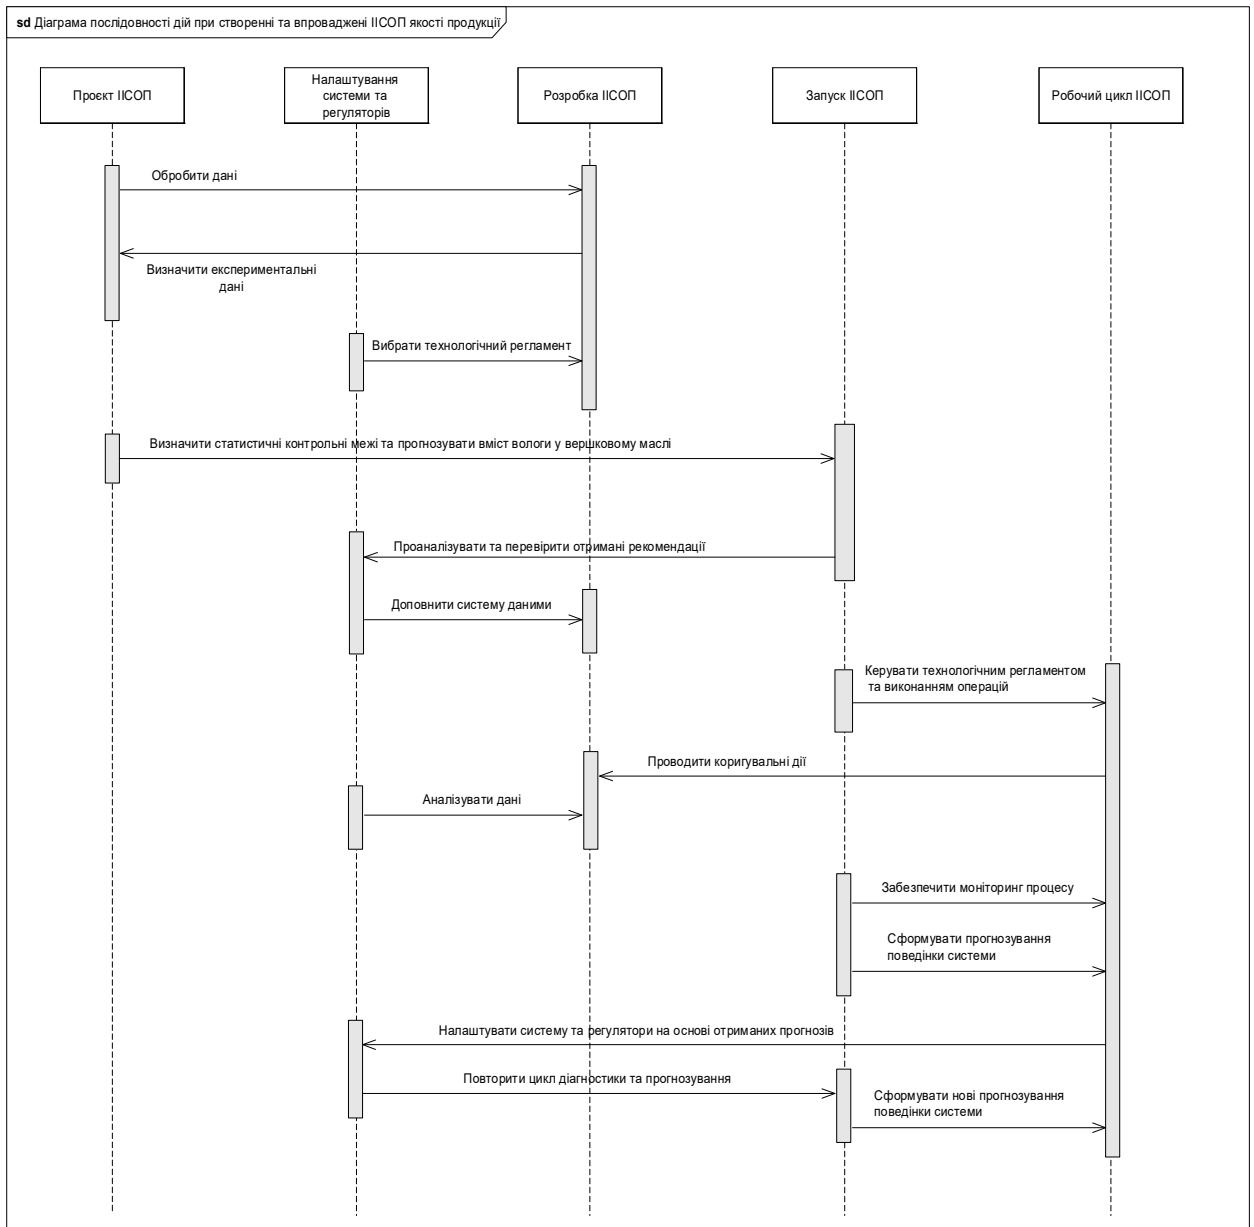 sd Діаграма послідовності дій при створенні та впроваджені ІІСОП якості продукції
Проєкт ІІСОП
Налаштування
системи та
регуляторів
Розробка ІІСОП
Запуск ІІСОП
Робочий цикл ІІСОП
Обробити дані
Визначити експериментальні
дані
Вибрати технологічний регламент
Визначити статистичні контрольні межі та прогнозувати вміст вологи у вершковому маслі
Проаналізувати та перевірити отримані рекомендації
Доповнити систему даними
Керувати технологічним регламентом
та виконанням операцій
Проводити коригувальні дії
Аналізувати дані
Забезпечити моніторинг процесу
Сформувати прогнозування
поведінки системи
Налаштувати систему та регулятори на основі отриманих прогнозів
Повторити цикл діагностики та прогнозування
Сформувати нові прогнозування
поведінки системи